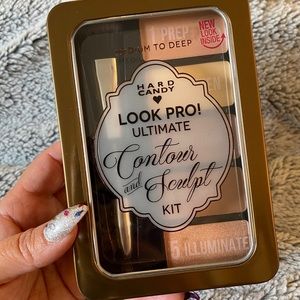 1 PREP
NEW
LOOK
INSIDE
MEDIUM TO DEEP
HARD
CANDY
LOOK PRO!
ULTIMATE
Contour
and Sculpt
KIT
5 ILLUMINATE